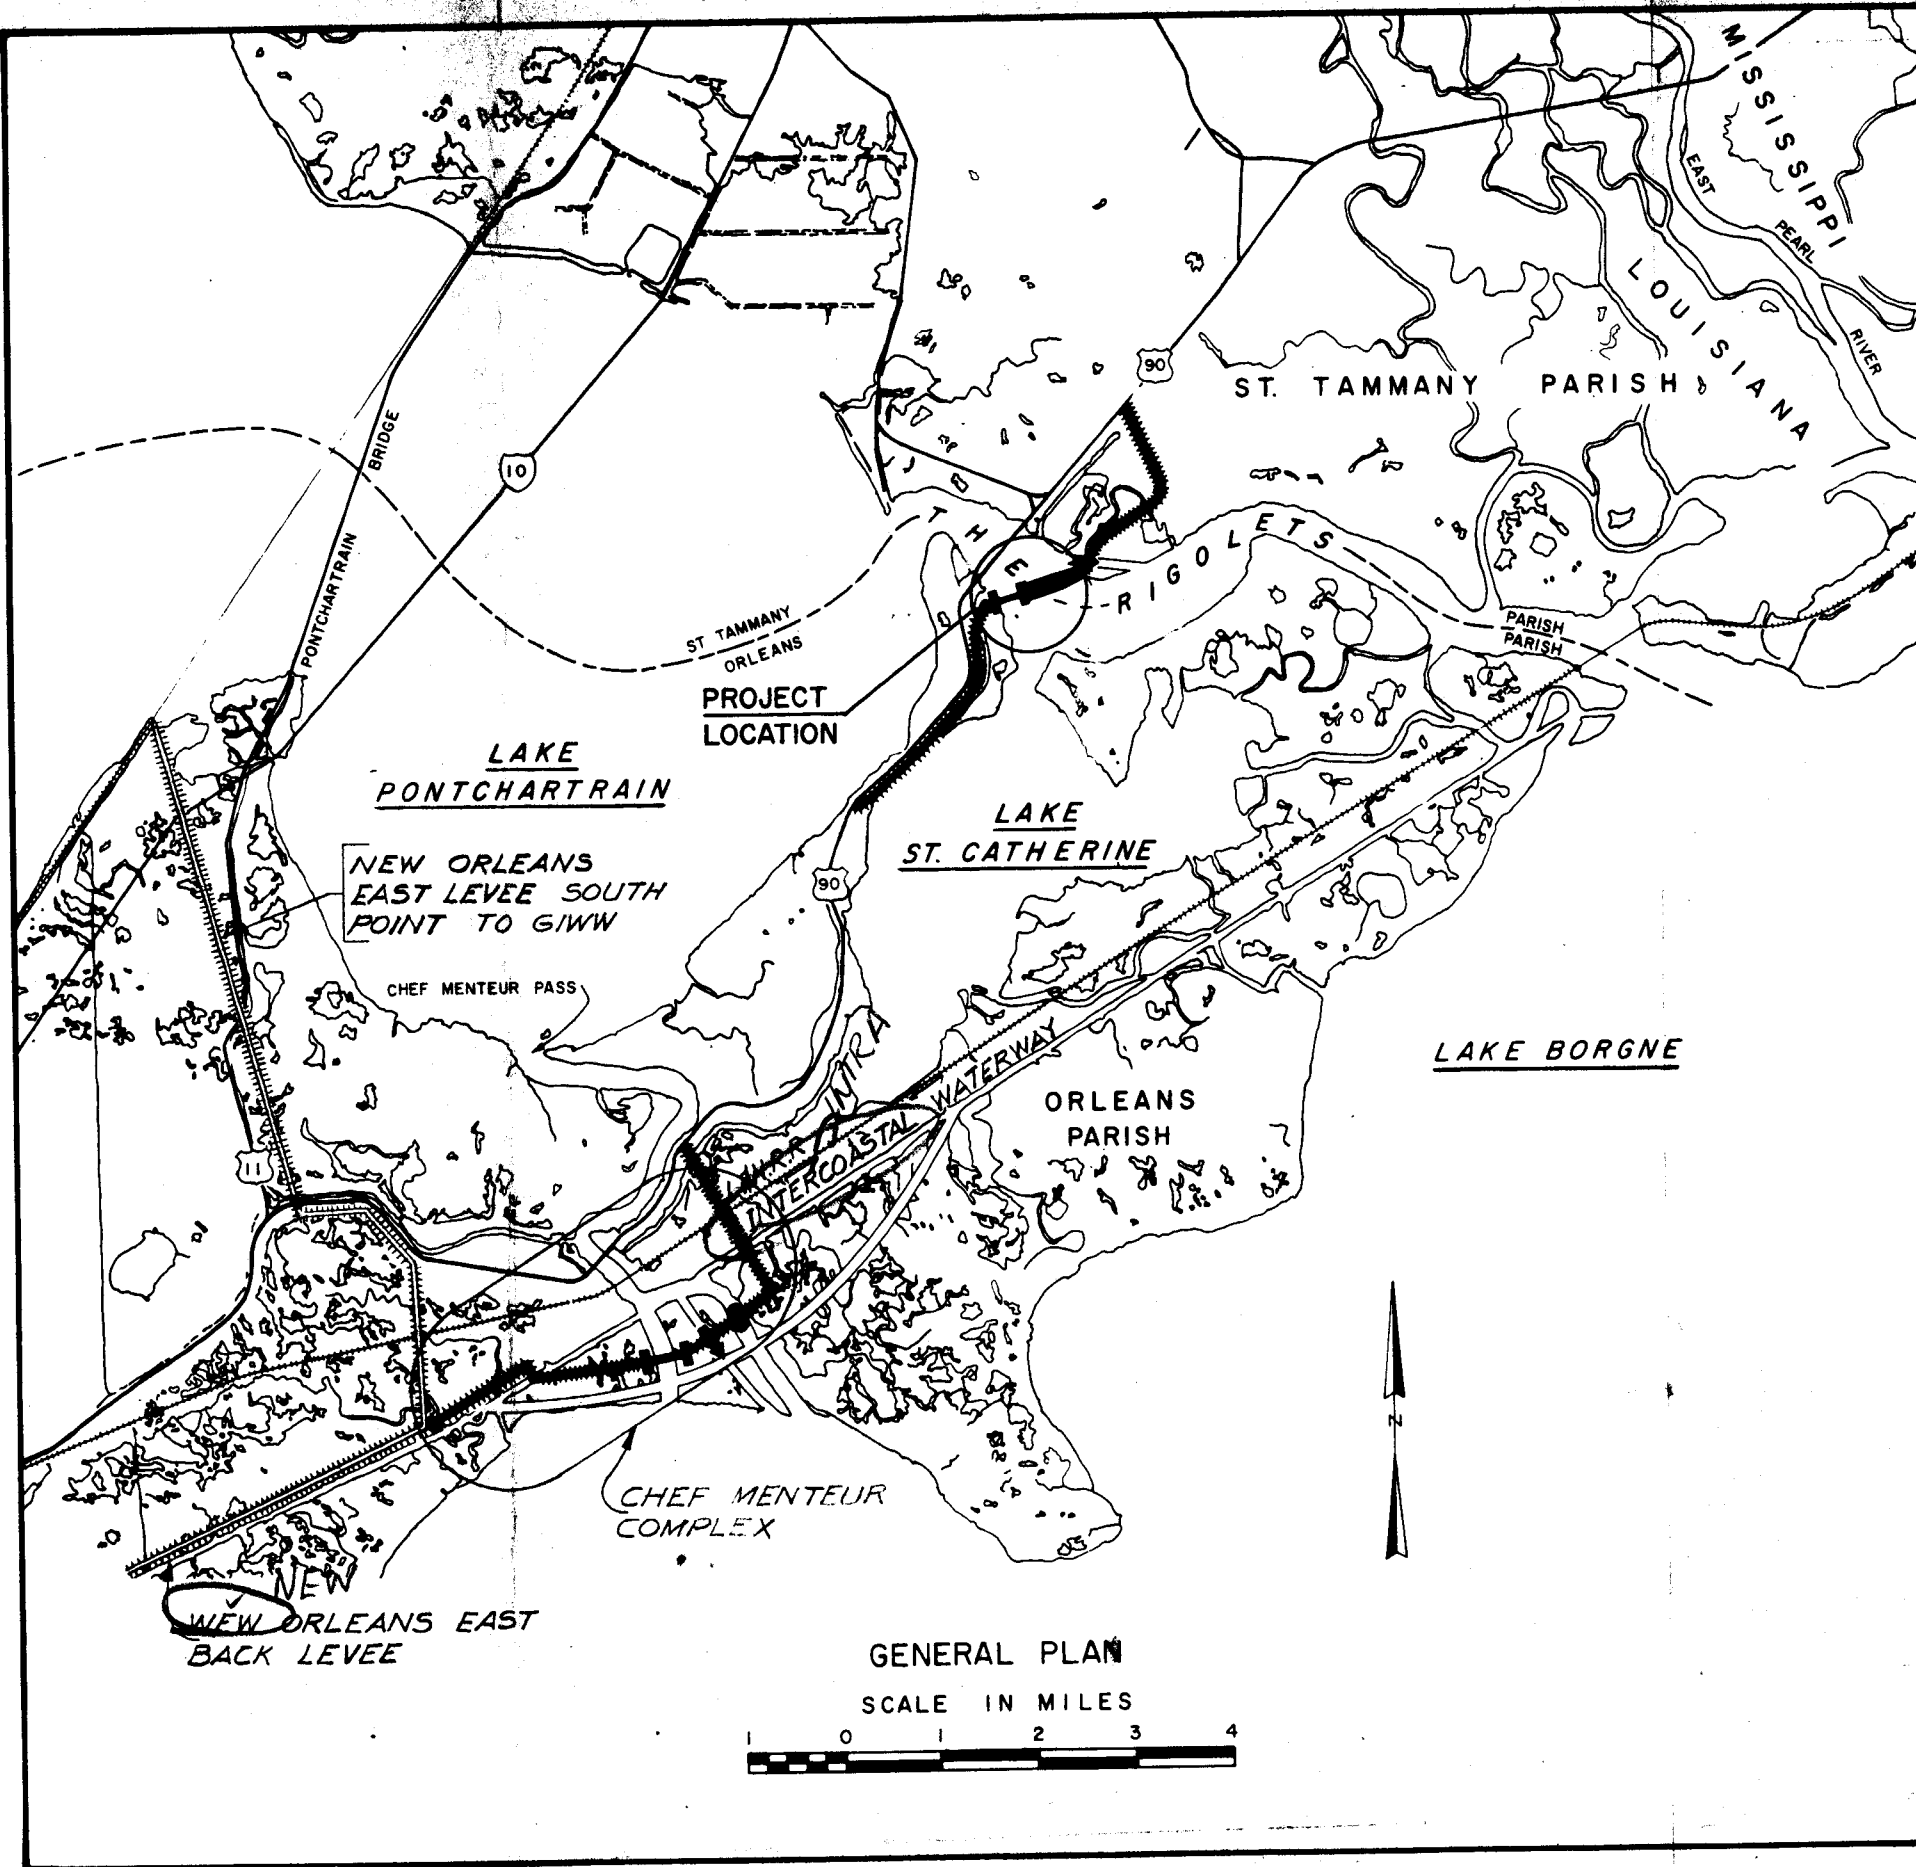 MISSISSIPPI
EAST
PEARL
RIVER
LOUISIANA
90
ST. TAMMANY PARISH
BRIDGE
10
THE
RIGOLETS
PONTCHARTRAIN
ST TAMMANY
ORLEANS
PARISH
PARISH
PROJECT
LOCATION
LAKE
PONTCHARTRAIN
LAKE
ST. CATHERINE
NEW ORLEANS
EAST LEVEE SOUTH
POINT TO GIWW
90
CHEF MENTEUR PASS
INTRA
LAKE BORGNE
WATERWAY
ORLEANS
PARISH
INTERCOASTAL
11
N
CHEF MENTEUR
COMPLEX
NEW
WEW ORLEANS EAST
BACK LEVEE
GENERAL PLAN
SCALE IN MILES
1 0 1 2 3 4